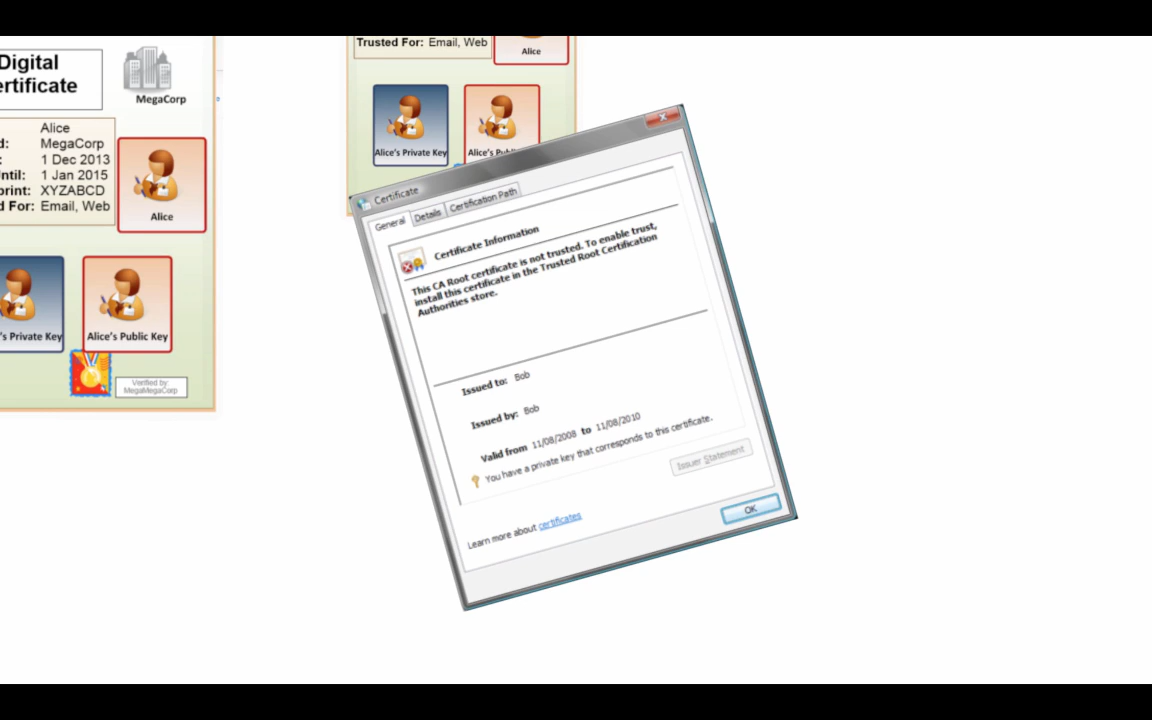 Digital
ertificate
MegaCorp
Alice
d: MegaCorp
: 1 Dec 2013
ntil: 1 Jan 2015
print: XYZABCD
d For: Email, Web
Alice
's Private Key
Alice's Public Key
Verified by:
MegaMegaCorp
Trusted For: Email, Web
Alice
Alice's Private Key
Alice's Pu
Certificate
General
Details
Certification Path
Certificate Information
This CA Root certificate is not trusted. To enable trust,
install this certificate in the Trusted Root Certification
Authorities store.
Issued to: Bob
Issued by: Bob
Valid from 11/08/2008 to 11/08/2010
You have a private key that corresponds to this certificate.
Issuer Statement
Learn more about certificates
OK